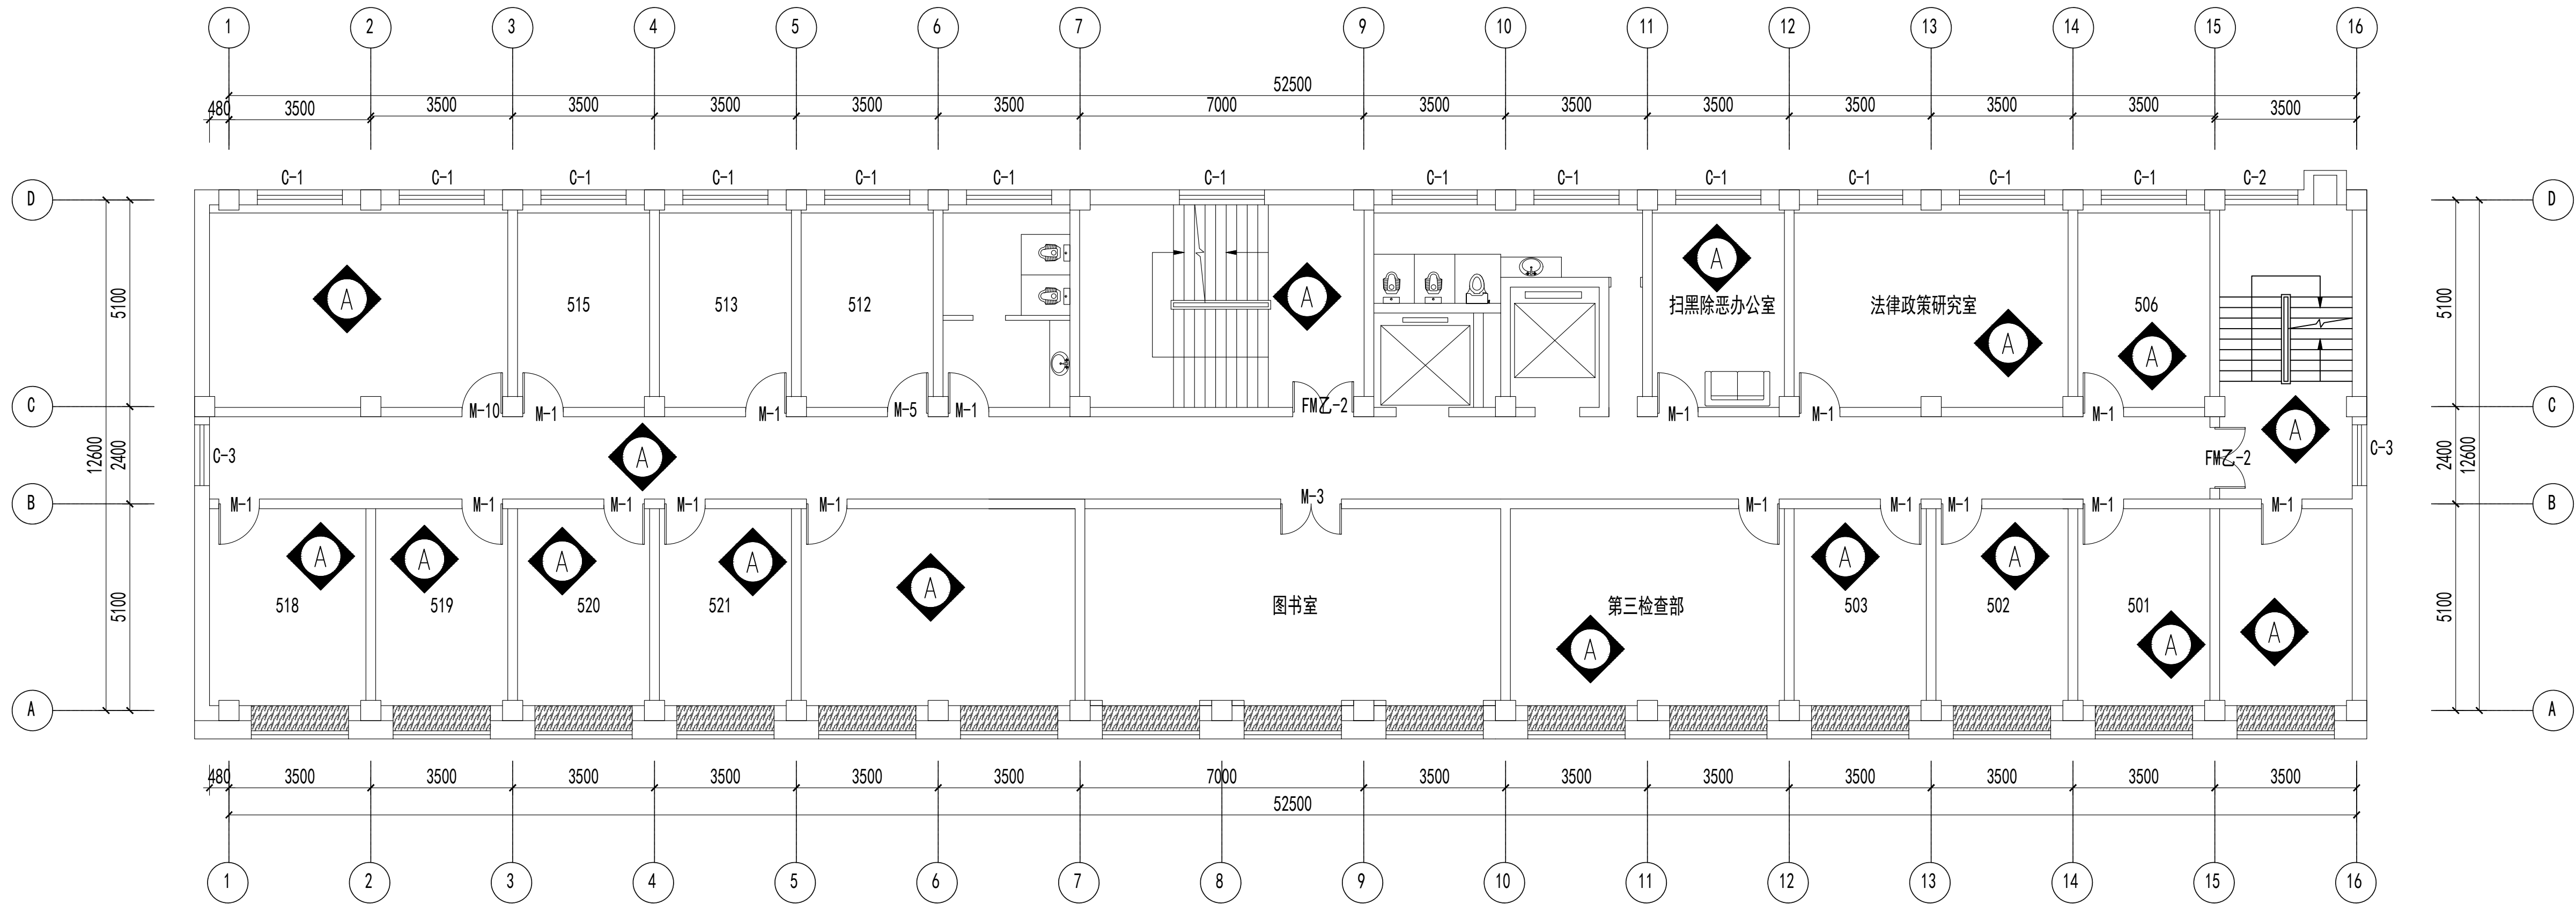 1 2 3 4 5 6 7 9 10 11 12 13 14 15 16
52500
480 3500 3500 3500 3500 3500 3500 7000 3500 3500 3500 3500 3500 3500 3500
C-1 C-1 C-1 C-1 C-1 C-1 C-1 C-1 C-1 C-1 C-1 C-1 C-1 C-2
D D
A A A
5100 515 513 512 扫黑除恶办公室 法律政策研究室 506 5100
A A
C C
M-10 M-1 M-1 M-5 M-1 FM乙-2 M-1 M-1 M-1
A A
12600 2400 C-3 FM乙-2 C-3 2400 12600
B M-1 M-1 M-1 M-1 M-1 M-3 M-1 M-1 M-1 M-1 M-1 B
A A A A A A A
5100 518 519 520 521 图书室 第三检查部 503 502 501 5100
A A A
A A
480 3500 3500 3500 3500 3500 3500 7000 3500 3500 3500 3500 3500 3500 3500
52500
1 2 3 4 5 6 7 8 9 10 11 12 13 14 15 16